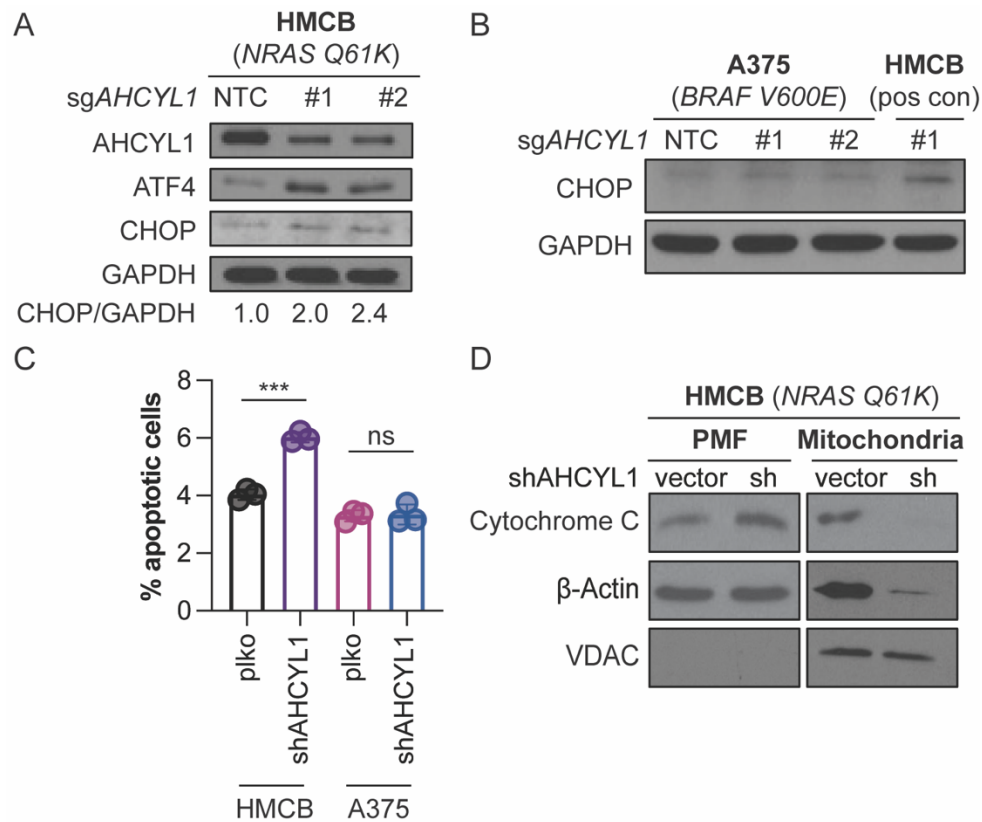 A
HMCB
(NRAS Q61K)
sgAHCYL1 NTC #1 #2
AHCYL1
ATF4
CHOP
GAPDH
CHOP/GAPDH 1.0 2.0 2.4
B
A375 HMCB
(BRAF V600E) (pos con)
sgAHCYL1 NTC #1 #2 #1
CHOP
GAPDH
C
% apoptotic cells
8
6
4
2
0
***
ns
plko
shAHCYL1
plko
shAHCYL1
HMCB A375
D
HMCB (NRAS Q61K)
PMF Mitochondria
shAHCYL1 vector sh vector sh
Cytochrome C
β-Actin
VDAC